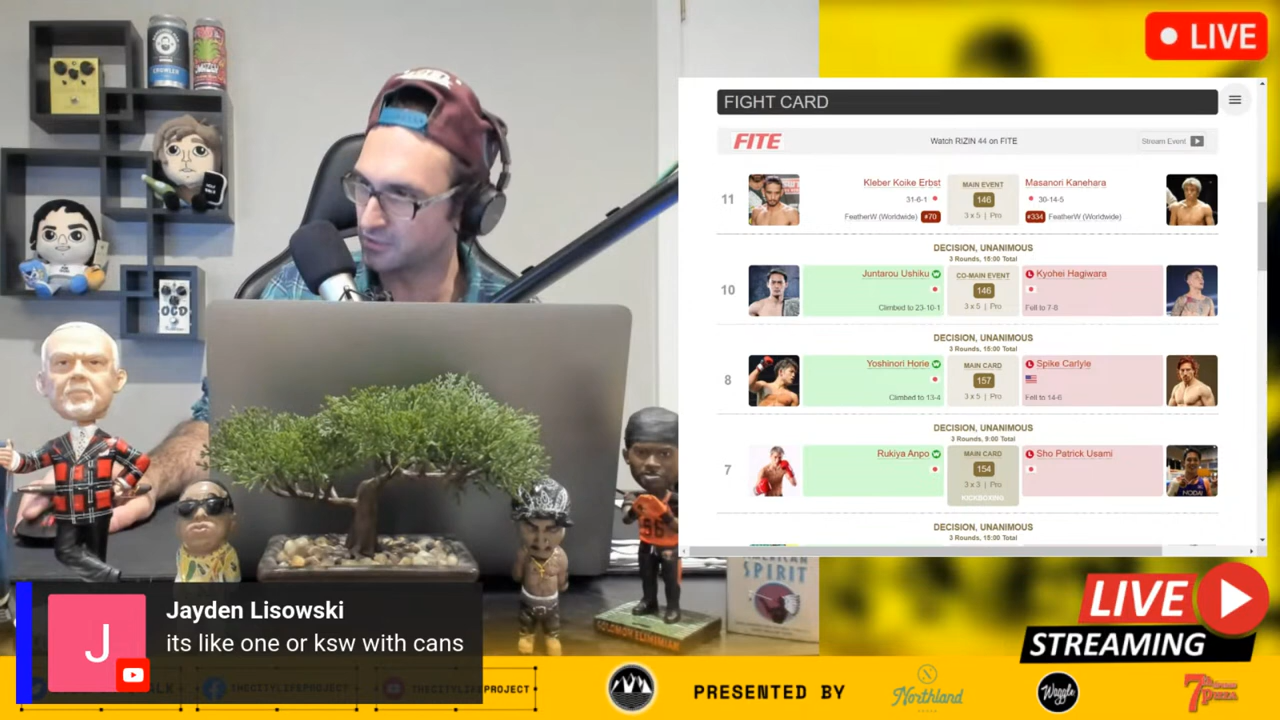 LIVE
FIGHT CARD
FITE
Watch RIZIN 44 on FITE
Stream Event
11
Kleber Koike Erbst
31-6-1
FeatherW (Worldwide) #70
MAIN EVENT
146
3 x 5 | Pro
Masanori Kanehara
30-14-5
#334 FeatherW (Worldwide)
DECISION, UNANIMOUS
3 Rounds, 15:00 Total
10
Juntarou Ushiku W
Climbed to 23-10-1
CO-MAIN EVENT
146
3 x 5 | Pro
L Kyohei Hagiwara
Fell to 7-8
DECISION, UNANIMOUS
3 Rounds, 15:00 Total
8
Yoshinori Horie W
Climbed to 13-4
MAIN CARD
157
3 x 5 | Pro
L Spike Carlyle
Fell to 14-6
DECISION, UNANIMOUS
3 Rounds, 9:00 Total
7
Rukiya Anpo W
MAIN CARD
154
3 x 3 | Pro
KICKBOXING
L Sho Patrick Usami
DECISION, UNANIMOUS
3 Rounds, 15:00 Total
CROWLER
OCD
SPIRIT
SOLOMON ELIMIMIAN
J
Jayden Lisowski
its like one or ksw with cans
LIVE
STREAMING
THECITYLIFEPROJECT
THECITYLIFEPROJECT
PRESENTED BY
Northland
Waggle